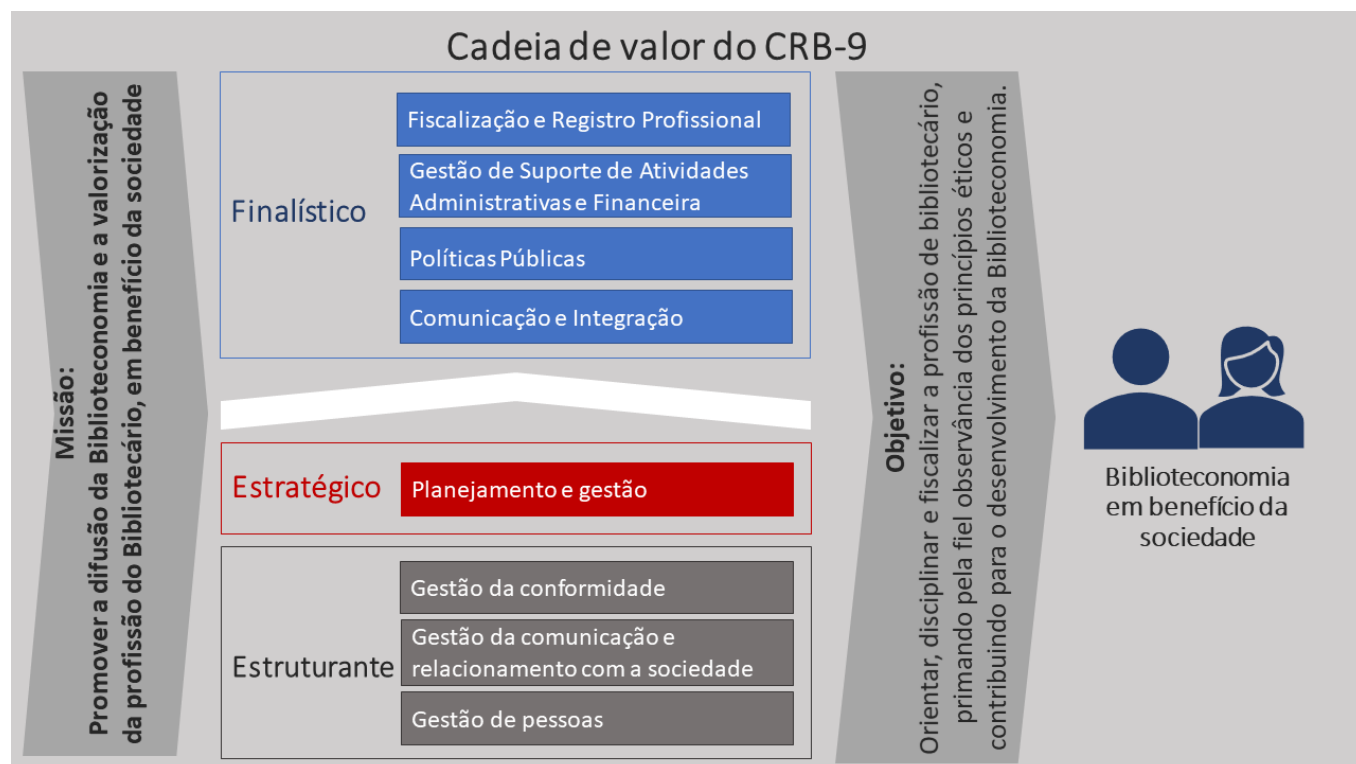 Cadeia de valor do CRB-9
Missão:
Promover a difusão da Biblioteconomia e a valorização
da profissão do Bibliotecário, em benefício da sociedade
Finalístico
Fiscalização e Registro Profissional
Gestão de Suporte de Atividades
Administrativas e Financeira
Políticas Públicas
Comunicação e Integração
Estratégico
Planejamento e gestão
Estruturante
Gestão da conformidade
Gestão da comunicação e
relacionamento com a sociedade
Gestão de pessoas
Objetivo:
Orientar, disciplinar e fiscalizar a profissão de bibliotecário,
primando pela fiel observância dos princípios éticos e
contribuindo para o desenvolvimento da Biblioteconomia.
Biblioteconomia
em benefício da
sociedade